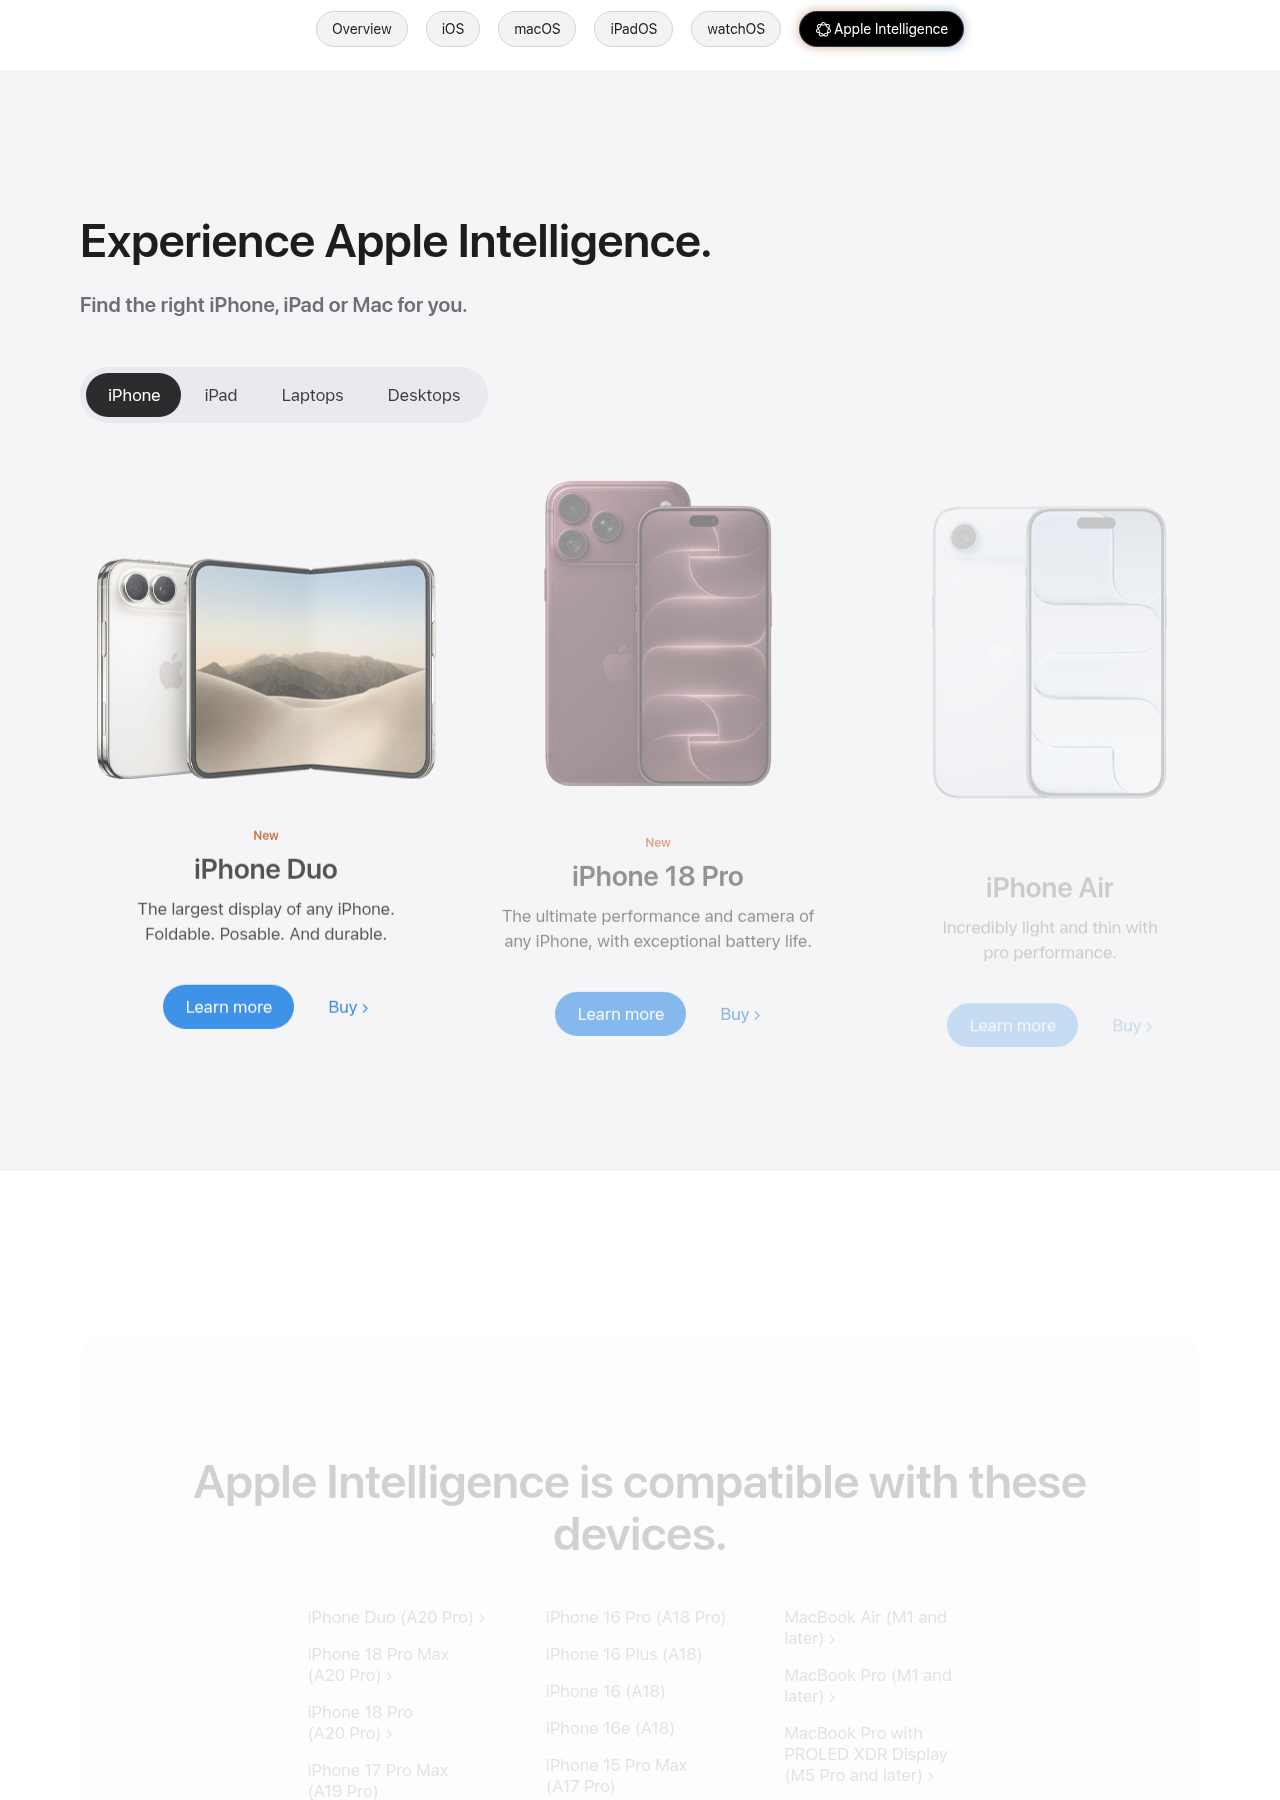 Overview
iOS
macOS
iPadOS
watchOS
Apple Intelligence
Experience Apple Intelligence.
Find the right iPhone, iPad or Mac for you.
iPhone
iPad
Laptops
Desktops
New
iPhone Duo
The largest display of any iPhone.
Foldable. Posable. And durable.
Learn more
Buy ›
New
iPhone 18 Pro
The ultimate performance and camera of
any iPhone, with exceptional battery life.
Learn more
Buy ›
iPhone Air
Incredibly light and thin with
pro performance.
Learn more
Buy ›
Apple Intelligence is compatible with these
devices.
iPhone Duo (A20 Pro) ›
iPhone 18 Pro Max
(A20 Pro) ›
iPhone 18 Pro
(A20 Pro) ›
iPhone 17 Pro Max
(A19 Pro)
iPhone 16 Pro (A18 Pro)
iPhone 16 Plus (A18)
iPhone 16 (A18)
iPhone 16e (A18)
iPhone 15 Pro Max
(A17 Pro)
MacBook Air (M1 and
later) ›
MacBook Pro (M1 and
later) ›
MacBook Pro with
PROLED XDR Display
(M5 Pro and later) ›